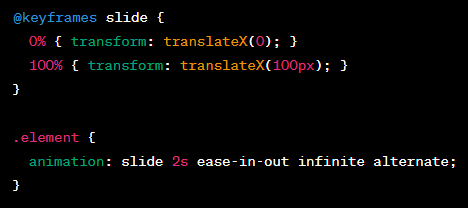 @keyframes slide {
  0% { transform: translateX(0); }
  100% { transform: translateX(100px); }
}

.element {
  animation: slide 2s ease-in-out infinite alternate;
}